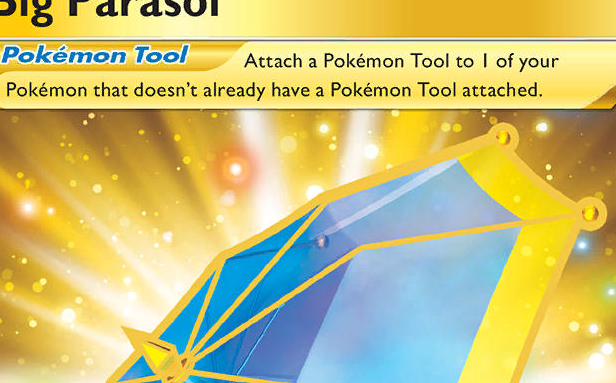 Big Parasol
Pokémon Tool
Attach a Pokémon Tool to 1 of your
Pokémon that doesn't already have a Pokémon Tool attached.